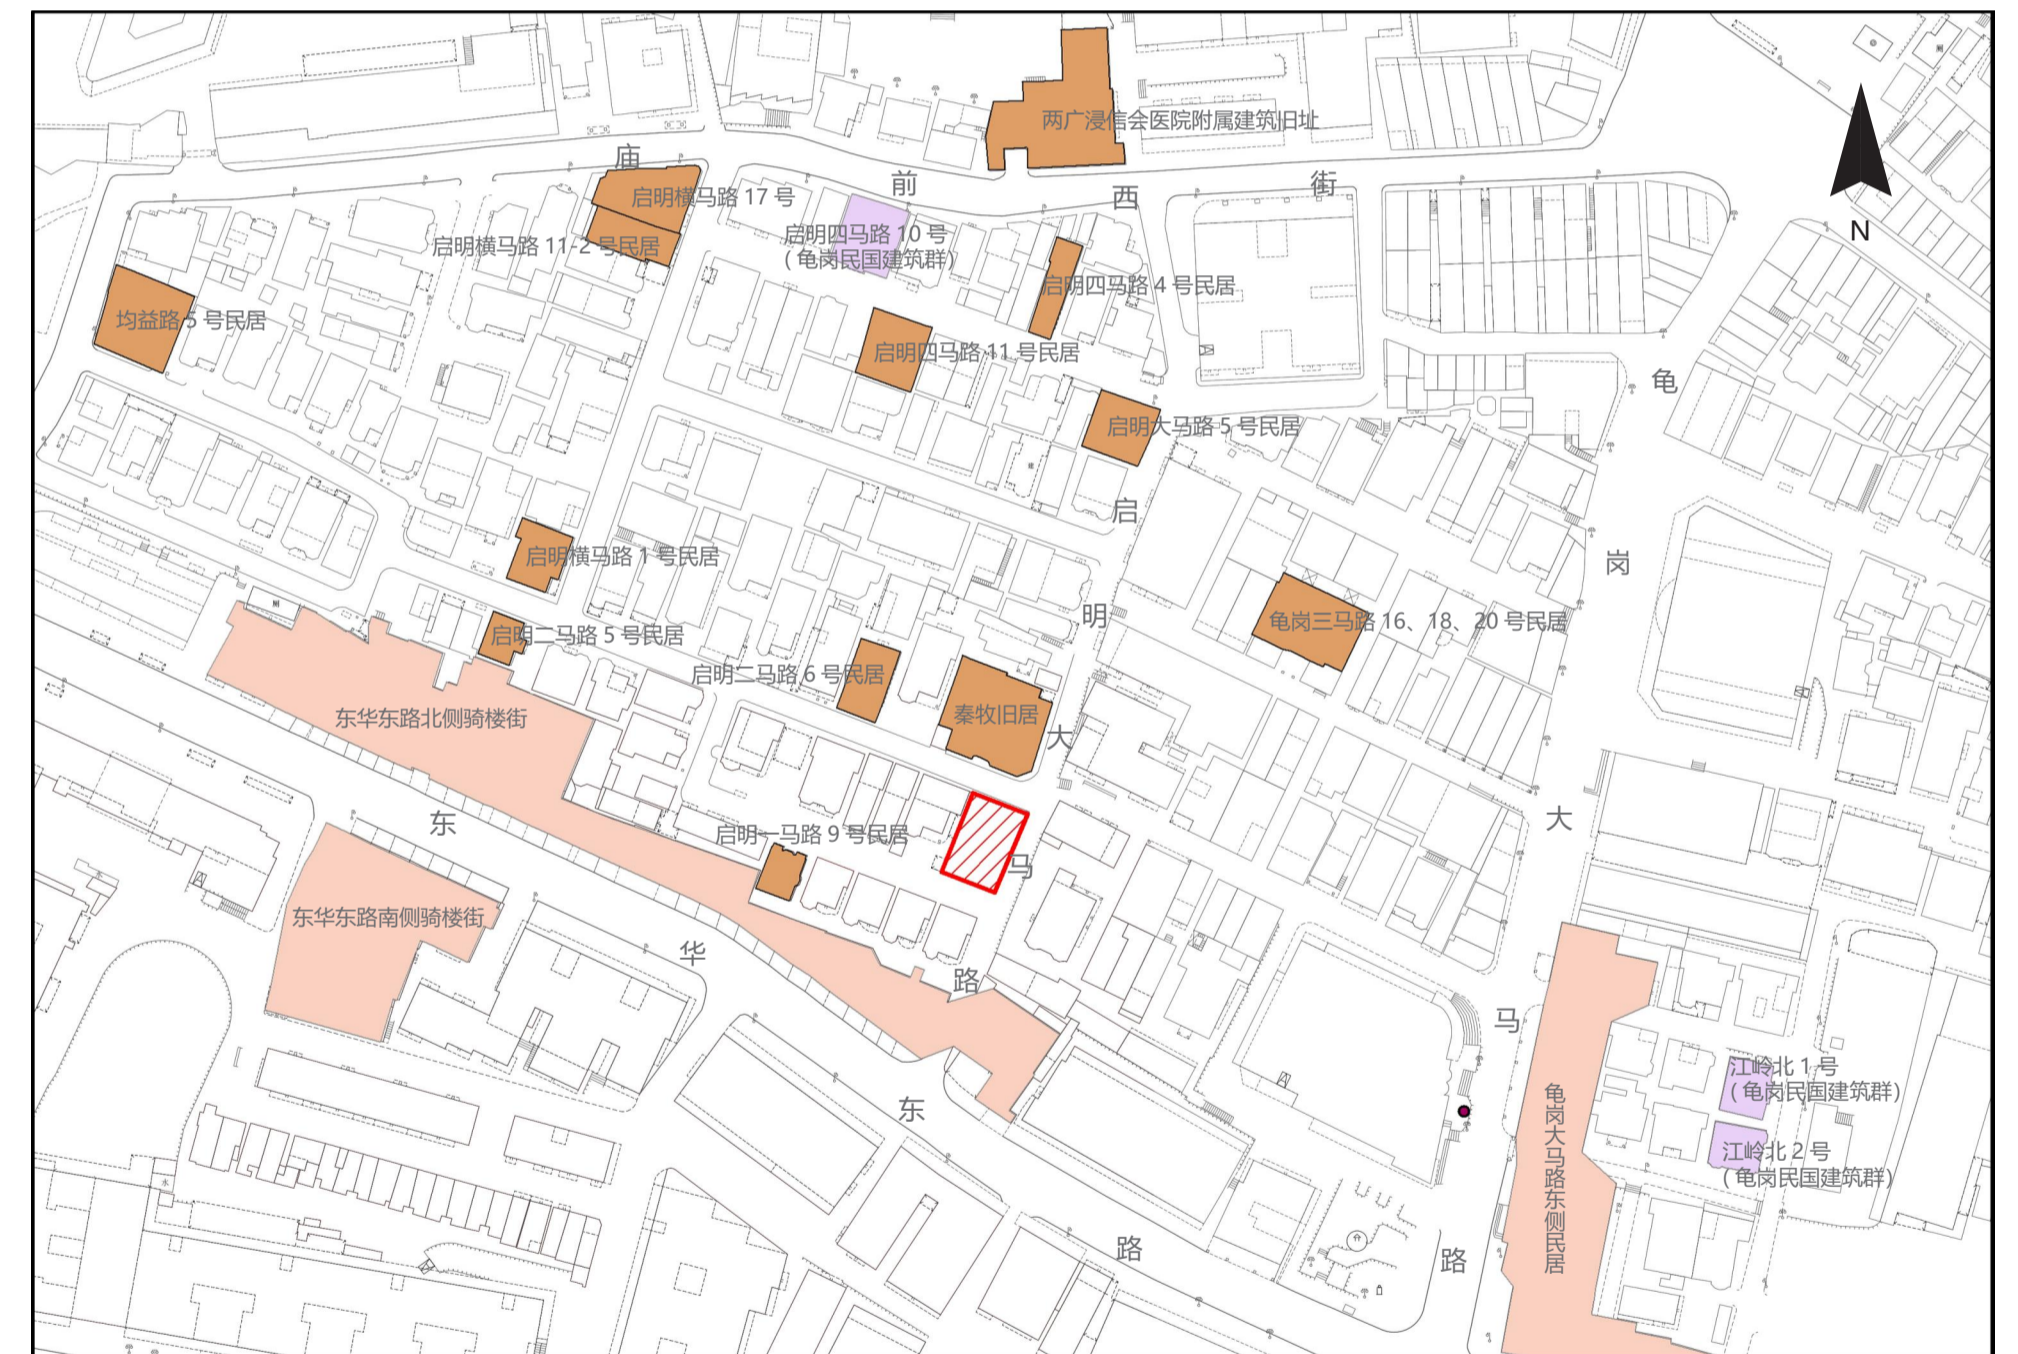 两广浸信会医院附属建筑旧址
庙前西街
启明横马路 17 号
启明横马路 11-2 号民居
启明四马路 10 号
(龟岗民国建筑群)
启明四马路 4 号民居
均益路 5 号民居
启明四马路 11 号民居
启明大马路 5 号民居
启明横马路 1 号民居
启明二马路 5 号民居
启明二马路 6 号民居
秦牧旧居
龟岗三马路 16、18、20 号民居
启明大马路
龟岗大马路
东华东路北侧骑楼街
启明一马路 9 号民居
东华东路南侧骑楼街
东华东路
龟岗大马路东侧民居
江岭北 1 号
(龟岗民国建筑群)
江岭北 2 号
(龟岗民国建筑群)
N